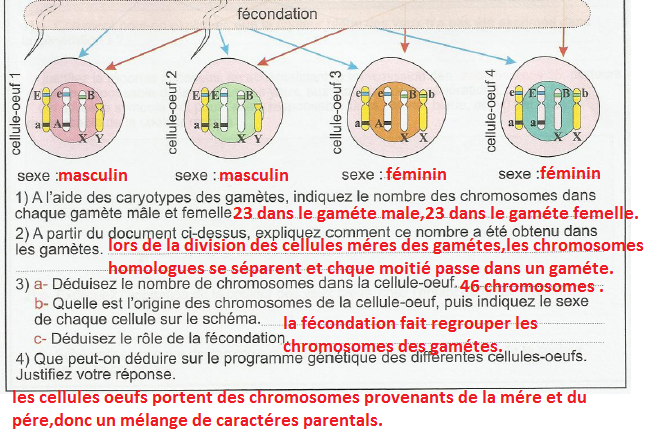 fécondation
cellule-oeuf 1
E e B
a A X Y
cellule-oeuf 2
E e B
a A X Y
cellule-oeuf 3
E e B b
a A X X
cellule-oeuf 4
e E B b
a A X X
sexe :masculin sexe :masculin sexe :féminin sexe :féminin
1) A l'aide des caryotypes des gamètes, indiquez le nombre des chromosomes dans
chaque gamète mâle et femelle 23 dans le gaméte male,23 dans le gaméte femelle.
2) A partur du document ci-dessus, expliquez comment ce nombre a été obtenu dans
les gamètes. lors de la division des cellules méres des gamétes,les chromosomes
homologues se séparent et chque moitié passe dans un gaméte.
3) a- Déduisez le nombre de chromosomes dans la cellule-oeuf. 46 chromosomes .
b- Quelle est l'origine des chromosomes de la cellule-oeuf, puis indiquez le sexe
de chaque cellule sur le schéma. la fécondation fait regrouper les
c- Déduisez le rôle de la fécondation. chromosomes des gamétes.
4) Que peut-on déduire sur le programme génétique des différentes cellules-oeufs.
Justifiez votre réponse.
les cellules oeufs portent des chromosomes provenants de la mére et du
pére,donc un mélange de caractéres parentals.